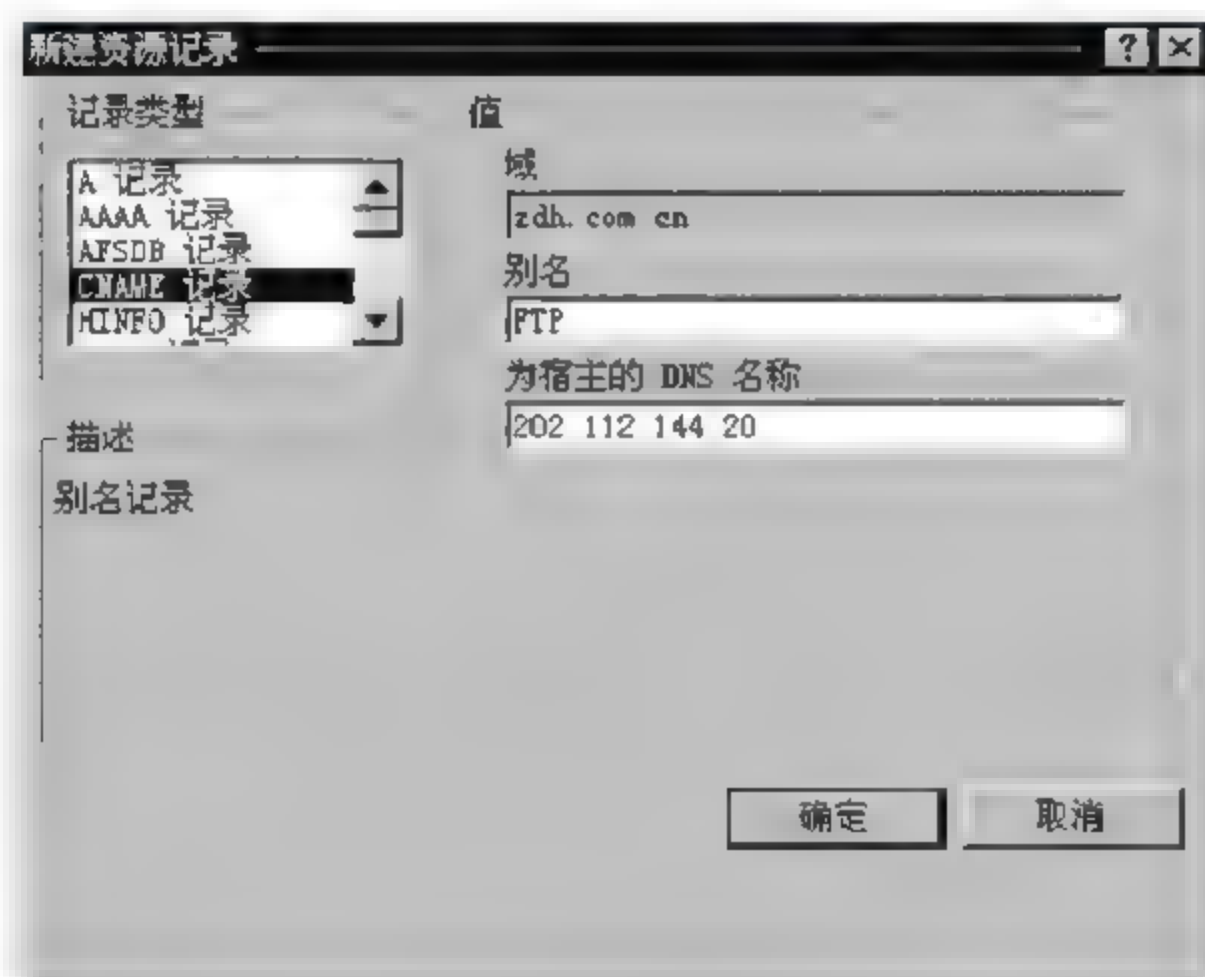 新建资源记录
记录类型
A 记录
AAAA 记录
AFSDB 记录
CNAME 记录
HINFO 记录
描述
别名记录
值
域
zdh. com cn
别名
FTP
为宿主的 DNS 名称
202 112 144 20
确定
取消